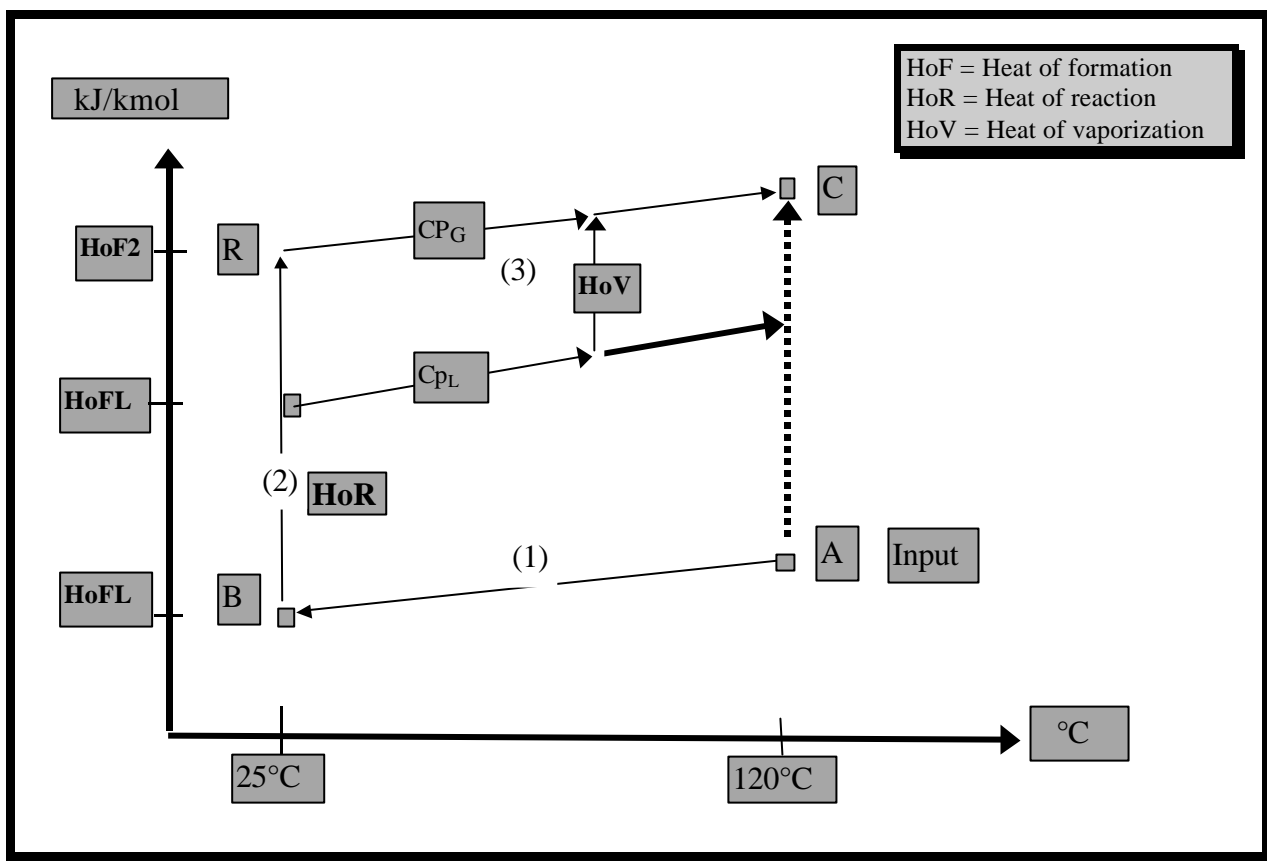 HoF = Heat of formation
HoR = Heat of reaction
HoV = Heat of vaporization
kJ/kmol
C
HoF2
R
CPG
(3)
HoV
HoFL
CpL
(2)
HoR
(1)
A
Input
HoFL
B
°C
25°C
120°C